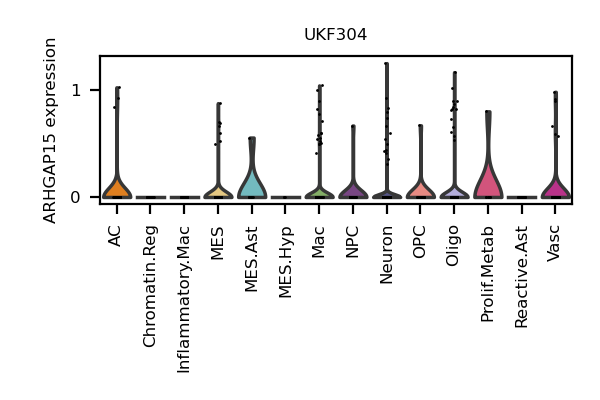 UKF304
ARHGAP15 expression
1
0
AC
Chromatin.Reg
Inflammatory.Mac
MES
MES.Ast
MES.Hyp
Mac
NPC
Neuron
OPC
Oligo
Prolif.Metab
Reactive.Ast
Vasc